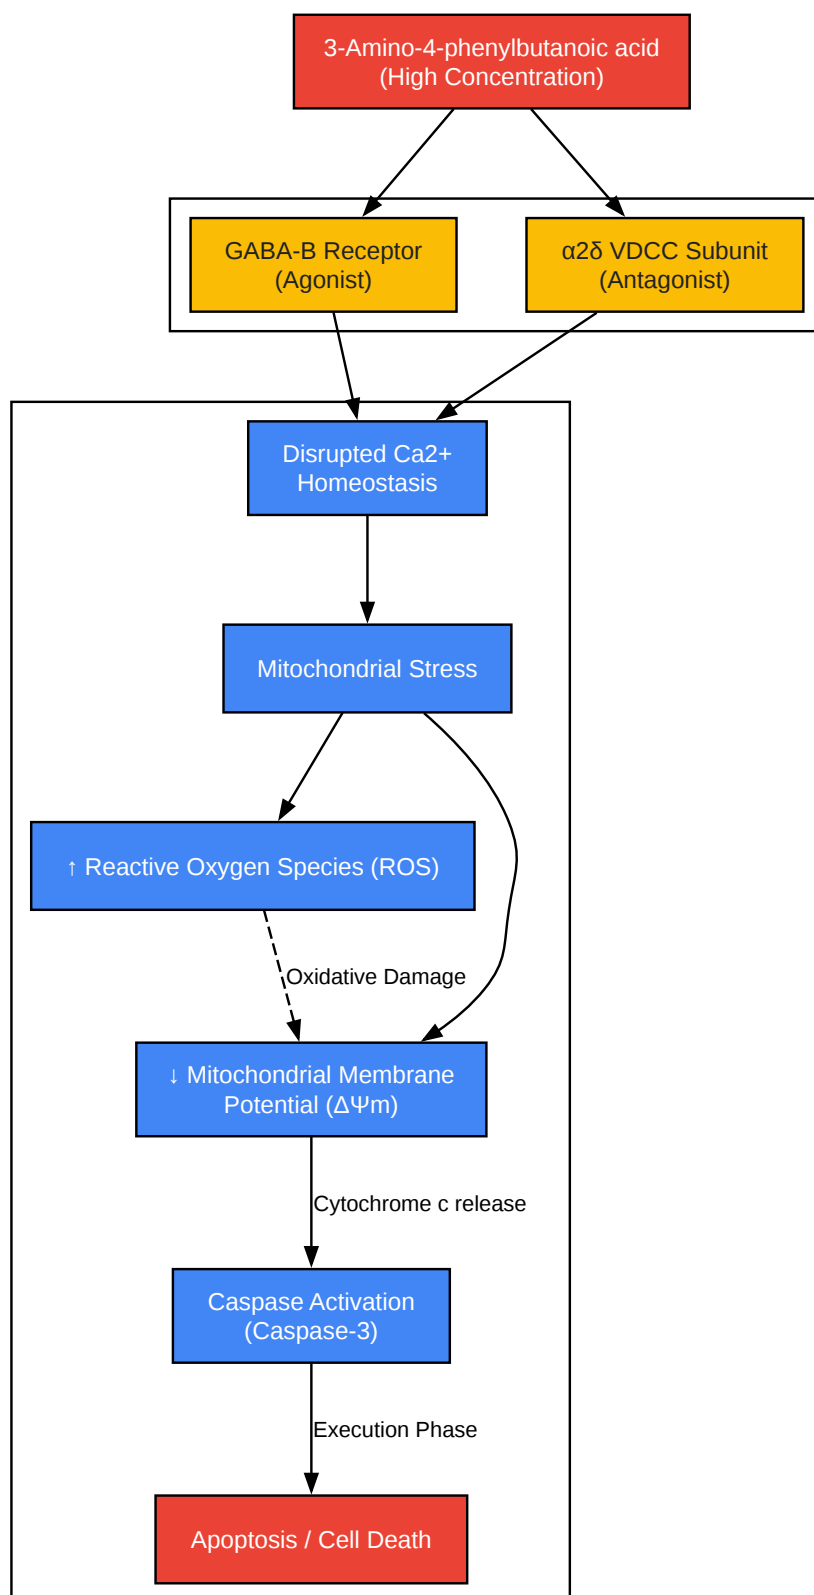 3-Amino-4-phenylbutanoic acid
(High Concentration)
GABA-B Receptor
(Agonist)
α2δ VDCC Subunit
(Antagonist)
Disrupted Ca2+
Homeostasis
Mitochondrial Stress
↑ Reactive Oxygen Species (ROS)
Oxidative Damage
↓ Mitochondrial Membrane
Potential (ΔΨm)
Cytochrome c release
Caspase Activation
(Caspase-3)
Execution Phase
Apoptosis / Cell Death